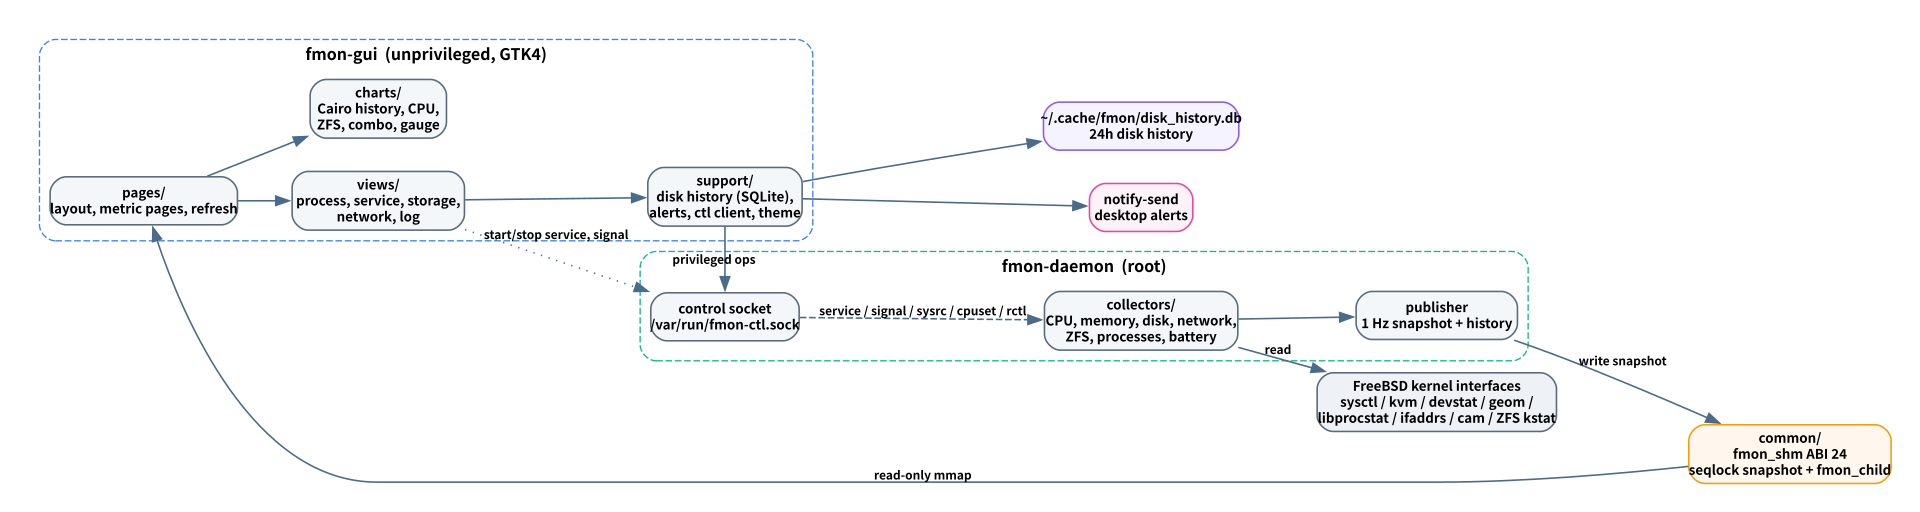 fmon-gui (unprivileged, GTK4)
charts/
Cairo history, CPU,
ZFS, combo, gauge
pages/
layout, metric pages, refresh
views/
process, service, storage,
network, log
support/
disk history (SQLite),
alerts, ctl client, theme
~/.cache/fmon/disk_history.db
24h disk history
notify-send
desktop alerts
start/stop service, signal
privileged ops
fmon-daemon (root)
control socket
/var/run/fmon-ctl.sock
service / signal / sysrc / cpuset / rctl
collectors/
CPU, memory, disk, network,
ZFS, processes, battery
publisher
1 Hz snapshot + history
read
write snapshot
FreeBSD kernel interfaces
sysctl / kvm / devstat / geom /
libprocstat / ifaddrs / cam / ZFS kstat
common/
fmon_shm ABI 24
seqlock snapshot + fmon_child
read-only mmap